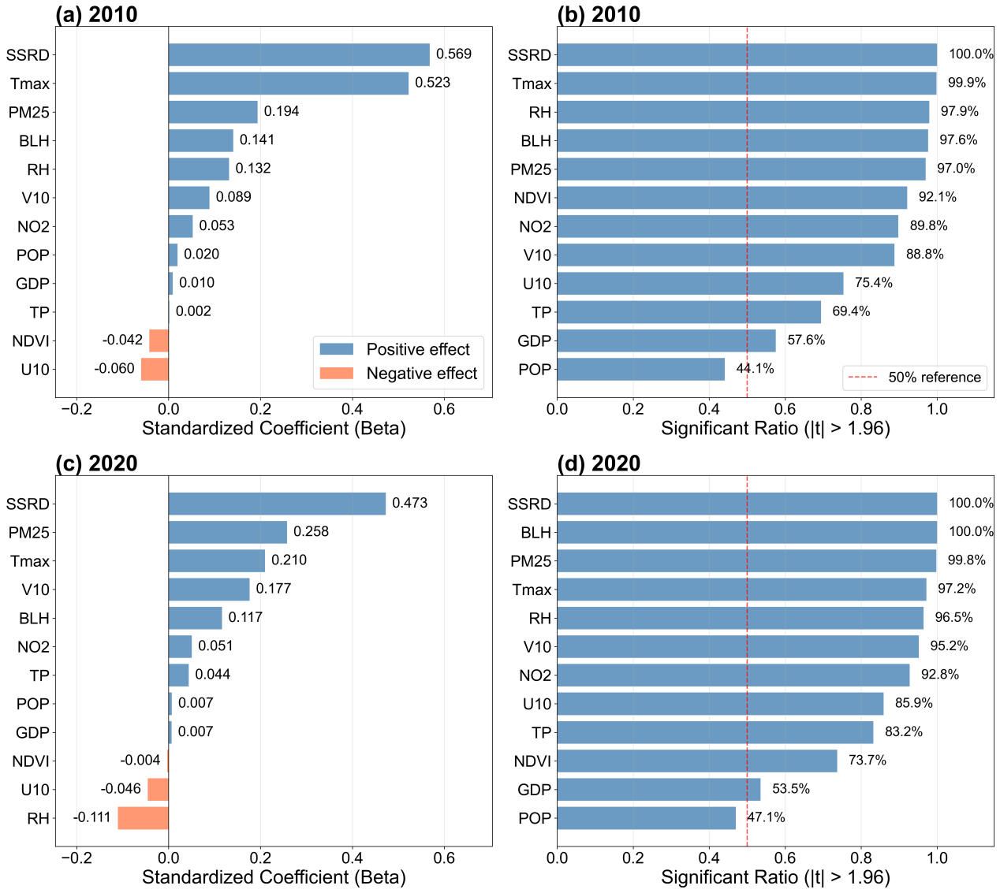 (a) 2010
SSRD 0.569
Tmax 0.523
PM25 0.194
BLH 0.141
RH 0.132
V10 0.089
NO2 0.053
POP 0.020
GDP 0.010
TP 0.002
NDVI -0.042
U10 -0.060
Positive effect
Negative effect
−0.2 0.0 0.2 0.4 0.6
Standardized Coefficient (Beta)
(b) 2010
SSRD 100.0%
Tmax 99.9%
RH 97.9%
BLH 97.6%
PM25 97.0%
NDVI 92.1%
NO2 89.8%
V10 88.8%
U10 75.4%
TP 69.4%
GDP 57.6%
POP 44.1%
50% reference
0.0 0.2 0.4 0.6 0.8 1.0
Significant Ratio (|t| > 1.96)
(c) 2020
SSRD 0.473
PM25 0.258
Tmax 0.210
V10 0.177
BLH 0.117
NO2 0.051
TP 0.044
POP 0.007
GDP 0.007
NDVI -0.004
U10 -0.046
RH -0.111
−0.2 0.0 0.2 0.4 0.6
Standardized Coefficient (Beta)
(d) 2020
SSRD 100.0%
BLH 100.0%
PM25 99.8%
Tmax 97.2%
RH 96.5%
V10 95.2%
NO2 92.8%
U10 85.9%
TP 83.2%
NDVI 73.7%
GDP 53.5%
POP 47.1%
0.0 0.2 0.4 0.6 0.8 1.0
Significant Ratio (|t| > 1.96)